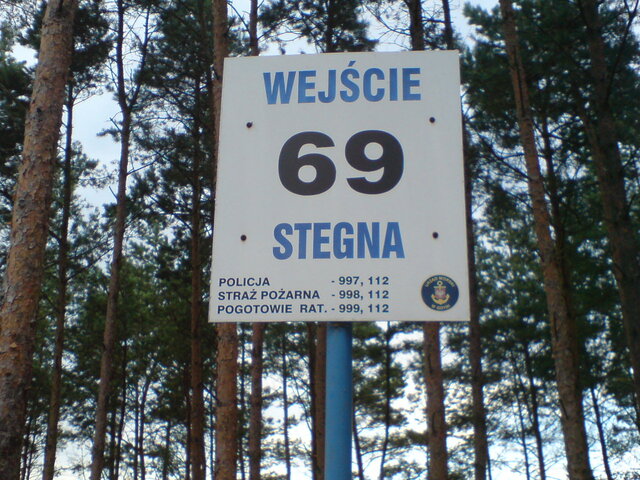 WEJŚCIE
69
STEGNA
POLICJA - 997, 112
STRAŻ POŻARNA - 998, 112
POGOTOWIE RAT. - 999, 112